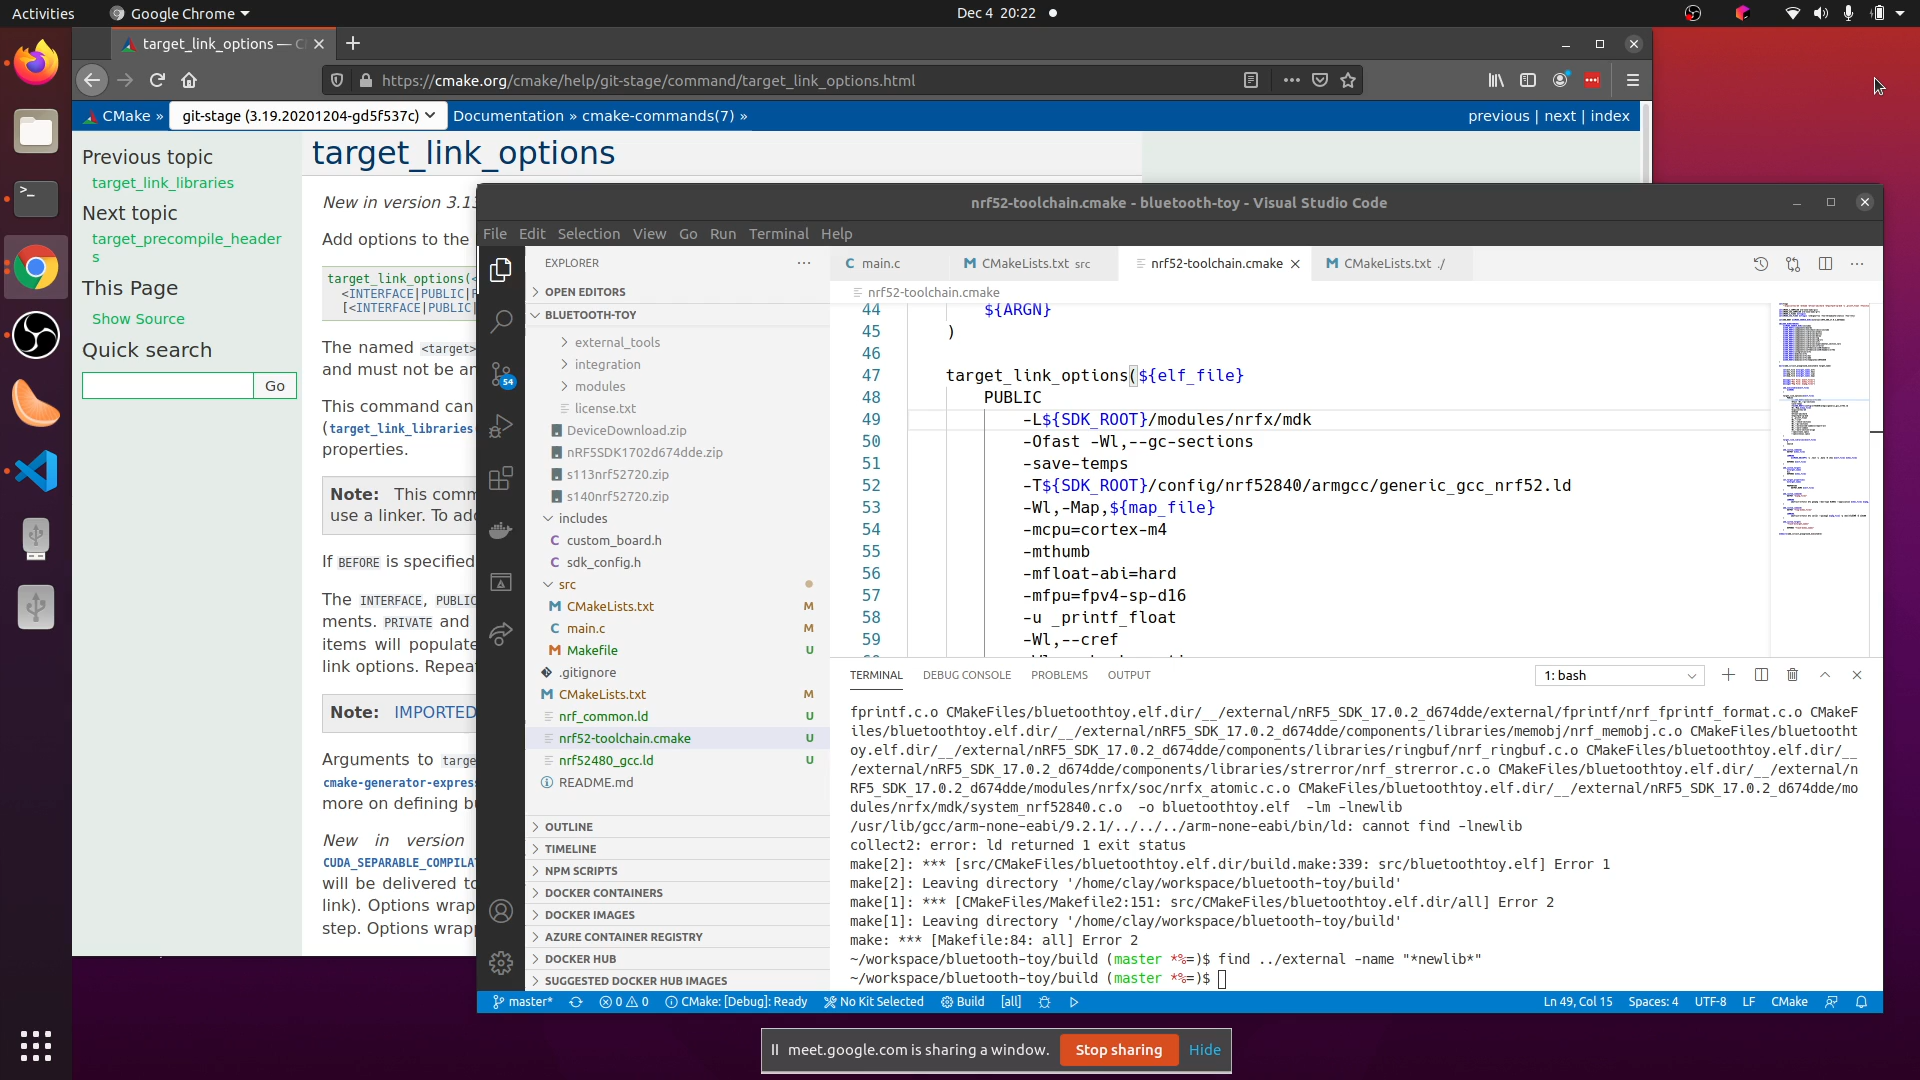 Activities
Google Chrome
Dec 4 20:22
target_link_options — C
https://cmake.org/cmake/help/git-stage/command/target_link_options.html
CMake »
git-stage (3.19.20201204-gd5f537c)
Documentation » cmake-commands(7) »
previous | next | index
Previous topic
target_link_libraries
Next topic
target_precompile_header
s
This Page
Show Source
Quick search
Go
target_link_options
New in version 3.13
Add options to the
target_link_options(<
<INTERFACE|PUBLIC|P
[<INTERFACE|PUBLIC|
The named <target>
and must not be an
This command can
(target_link_libraries(
properties.
Note: This comm
use a linker. To add
If BEFORE is specified
The INTERFACE, PUBLIC
ments. PRIVATE and
items will populate
link options. Repeat
Note: IMPORTED
Arguments to targe
cmake-generator-expres
more on defining bu
New in version
CUDA_SEPARABLE_COMPILAT
will be delivered to
link). Options wrap
step. Options wrapp
nrf52-toolchain.cmake - bluetooth-toy - Visual Studio Code
File Edit Selection View Go Run Terminal Help
54
EXPLORER
OPEN EDITORS
BLUETOOTH-TOY
external_tools
integration
modules
license.txt
DeviceDownload.zip
nRF5SDK1702d674dde.zip
s113nrf52720.zip
s140nrf52720.zip
includes
C custom_board.h
C sdk_config.h
src
M CMakeLists.txt M
C main.c M
M Makefile U
.gitignore
M CMakeLists.txt M
nrf_common.ld U
nrf52-toolchain.cmake U
nrf52480_gcc.ld U
README.md
OUTLINE
TIMELINE
NPM SCRIPTS
DOCKER CONTAINERS
DOCKER IMAGES
AZURE CONTAINER REGISTRY
DOCKER HUB
SUGGESTED DOCKER HUB IMAGES
C main.c
M CMakeLists.txt src
nrf52-toolchain.cmake
M CMakeLists.txt ./
nrf52-toolchain.cmake
44 ${ARGN}
45 )
46
47 target_link_options(${elf_file}
48 PUBLIC
49 -L${SDK_ROOT}/modules/nrfx/mdk
50 -Ofast -Wl,--gc-sections
51 -save-temps
52 -T${SDK_ROOT}/config/nrf52840/armgcc/generic_gcc_nrf52.ld
53 -Wl,-Map,${map_file}
54 -mcpu=cortex-m4
55 -mthumb
56 -mfloat-abi=hard
57 -mfpu=fpv4-sp-d16
58 -u _printf_float
59 -Wl,--cref
TERMINAL DEBUG CONSOLE PROBLEMS OUTPUT
1: bash
fprintf.c.o CMakeFiles/bluetoothtoy.elf.dir/__/external/nRF5_SDK_17.0.2_d674dde/external/fprintf/nrf_fprintf_format.c.o CMakeF
iles/bluetoothtoy.elf.dir/__/external/nRF5_SDK_17.0.2_d674dde/components/libraries/memobj/nrf_memobj.c.o CMakeFiles/bluetootht
oy.elf.dir/__/external/nRF5_SDK_17.0.2_d674dde/components/libraries/ringbuf/nrf_ringbuf.c.o CMakeFiles/bluetoothtoy.elf.dir/__
/external/nRF5_SDK_17.0.2_d674dde/components/libraries/strerror/nrf_strerror.c.o CMakeFiles/bluetoothtoy.elf.dir/__/external/n
RF5_SDK_17.0.2_d674dde/modules/nrfx/soc/nrfx_atomic.c.o CMakeFiles/bluetoothtoy.elf.dir/__/external/nRF5_SDK_17.0.2_d674dde/mo
dules/nrfx/mdk/system_nrf52840.c.o -o bluetoothtoy.elf -lm -lnewlib
/usr/lib/gcc/arm-none-eabi/9.2.1/../../../arm-none-eabi/bin/ld: cannot find -lnewlib
collect2: error: ld returned 1 exit status
make[2]: *** [src/CMakeFiles/bluetoothtoy.elf.dir/build.make:339: src/bluetoothtoy.elf] Error 1
make[2]: Leaving directory '/home/clay/workspace/bluetooth-toy/build'
make[1]: *** [CMakeFiles/Makefile2:151: src/CMakeFiles/bluetoothtoy.elf.dir/all] Error 2
make[1]: Leaving directory '/home/clay/workspace/bluetooth-toy/build'
make: *** [Makefile:84: all] Error 2
~/workspace/bluetooth-toy/build (master *%=)$ find ../external -name "*newlib*"
~/workspace/bluetooth-toy/build (master *%=)$
master* 0 0 CMake: [Debug]: Ready No Kit Selected Build [all]
Ln 49, Col 15 Spaces: 4 UTF-8 LF CMake
meet.google.com is sharing a window. Stop sharing Hide